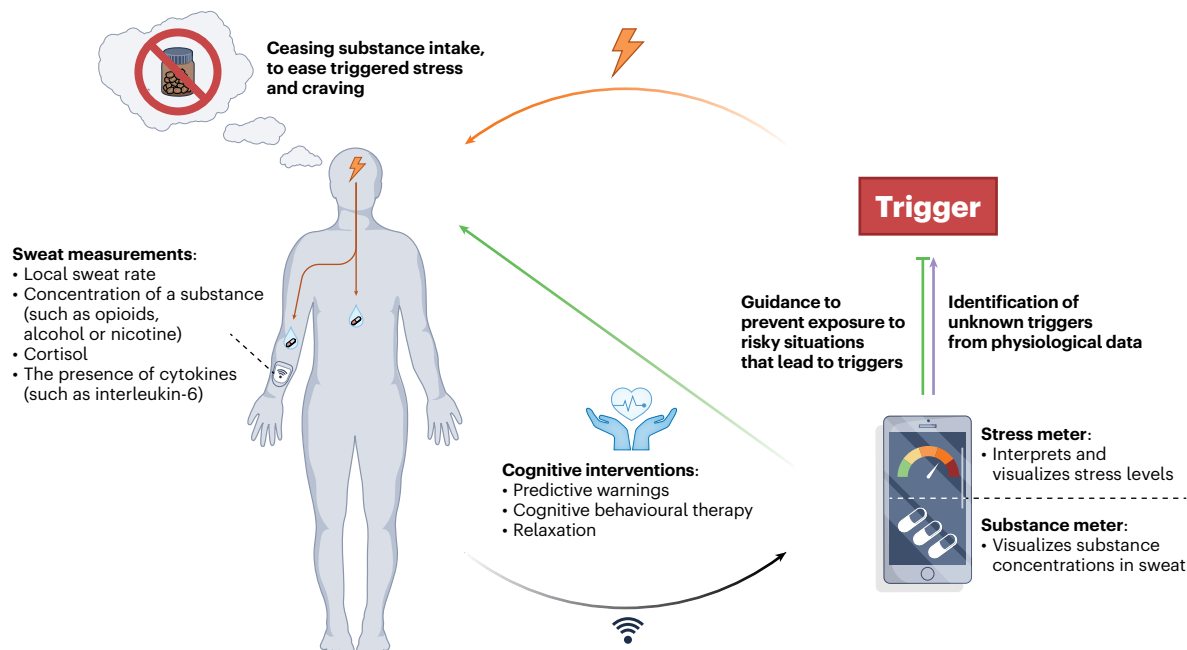 Ceasing substance intake,
to ease triggered stress
and craving
Trigger
Sweat measurements:
• Local sweat rate
• Concentration of a substance
(such as opioids,
alcohol or nicotine)
• Cortisol
• The presence of cytokines
(such as interleukin-6)
Guidance to
prevent exposure to
risky situations
that lead to triggers
Identification of
unknown triggers
from physiological data
Cognitive interventions:
• Predictive warnings
• Cognitive behavioural therapy
• Relaxation
Stress meter:
• Interprets and
visualizes stress levels
Substance meter:
• Visualizes substance
concentrations in sweat